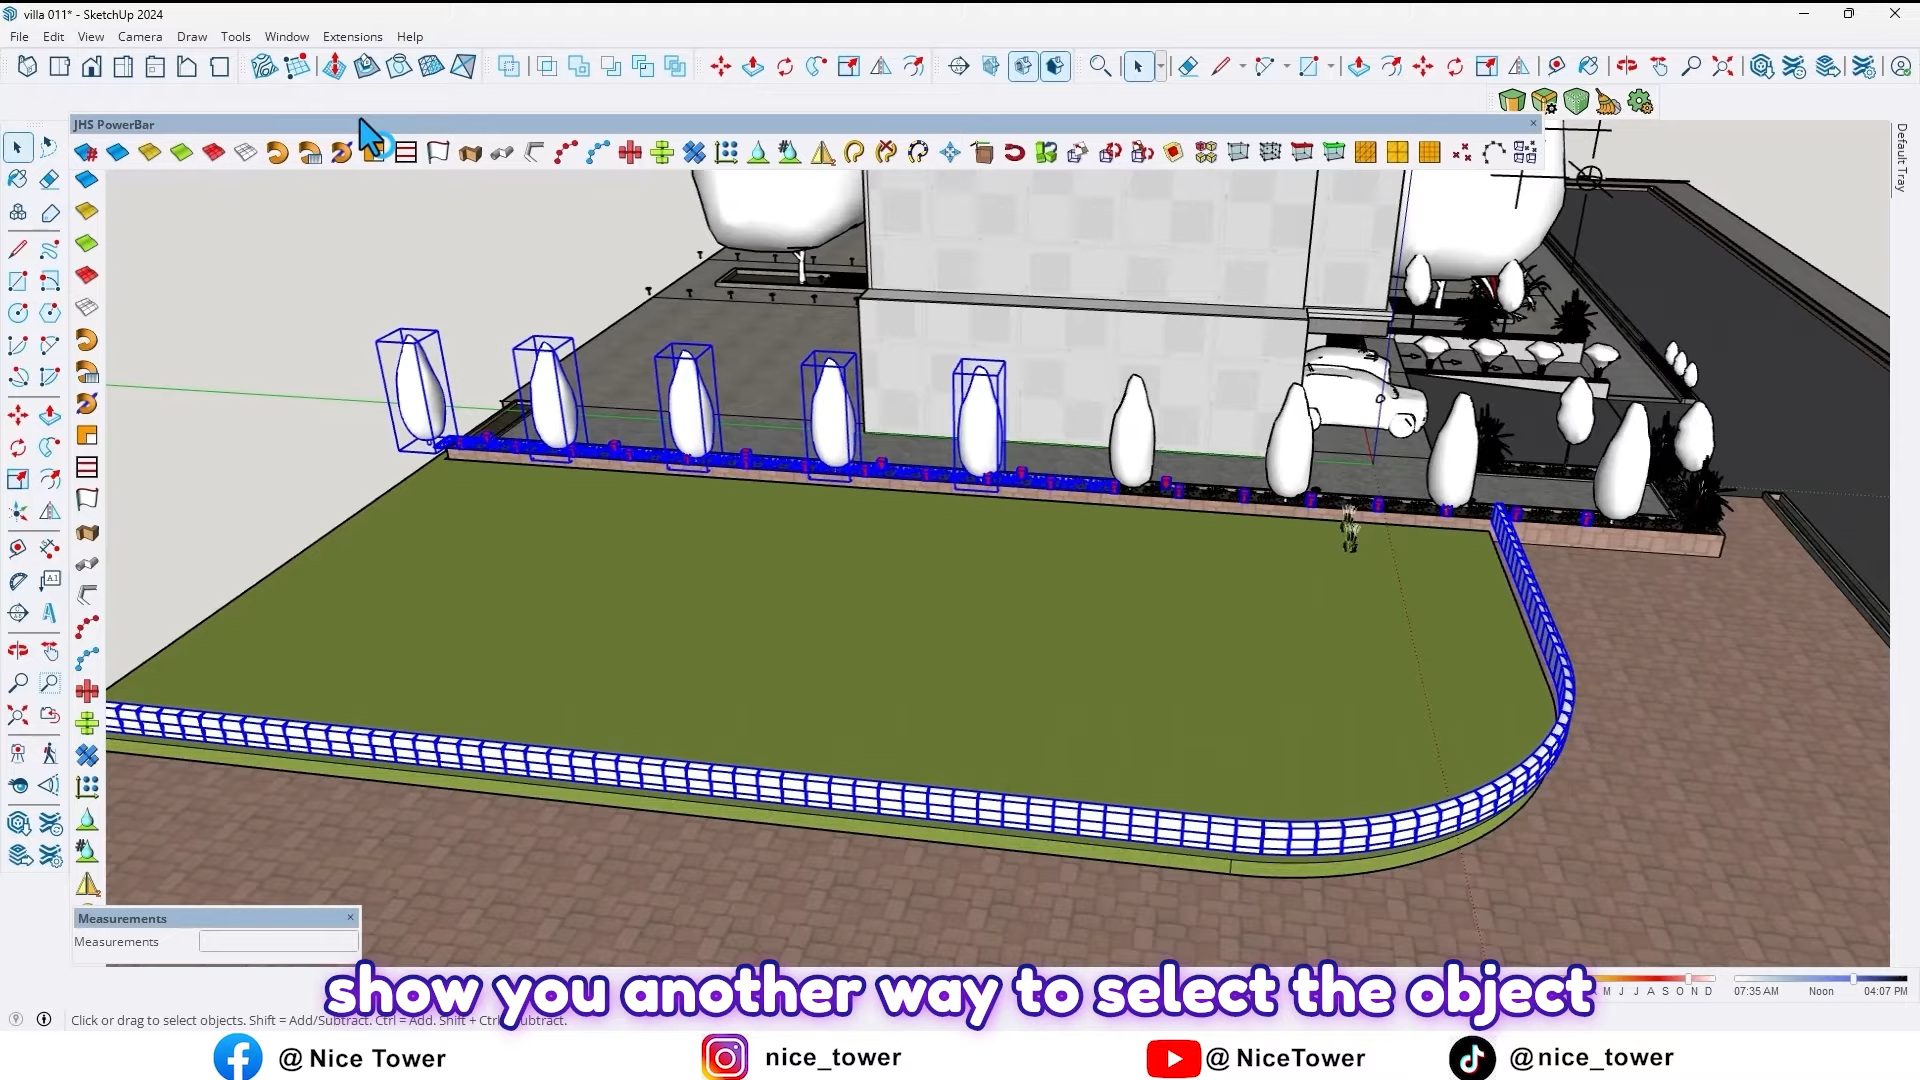 villa 011* - SketchUp 2024
File Edit View Camera Draw Tools Window Extensions Help
JHS PowerBar
Default Tray
Measurements
Measurements
show you another way to select the object
M J J A S O N D
07:35 AM Noon 04:07 PM
Click or drag to select objects. Shift = Add/Subtract. Ctrl = Add. Shift + Ctrl = Subtract.
@ Nice Tower nice_tower @ NiceTower @nice_tower